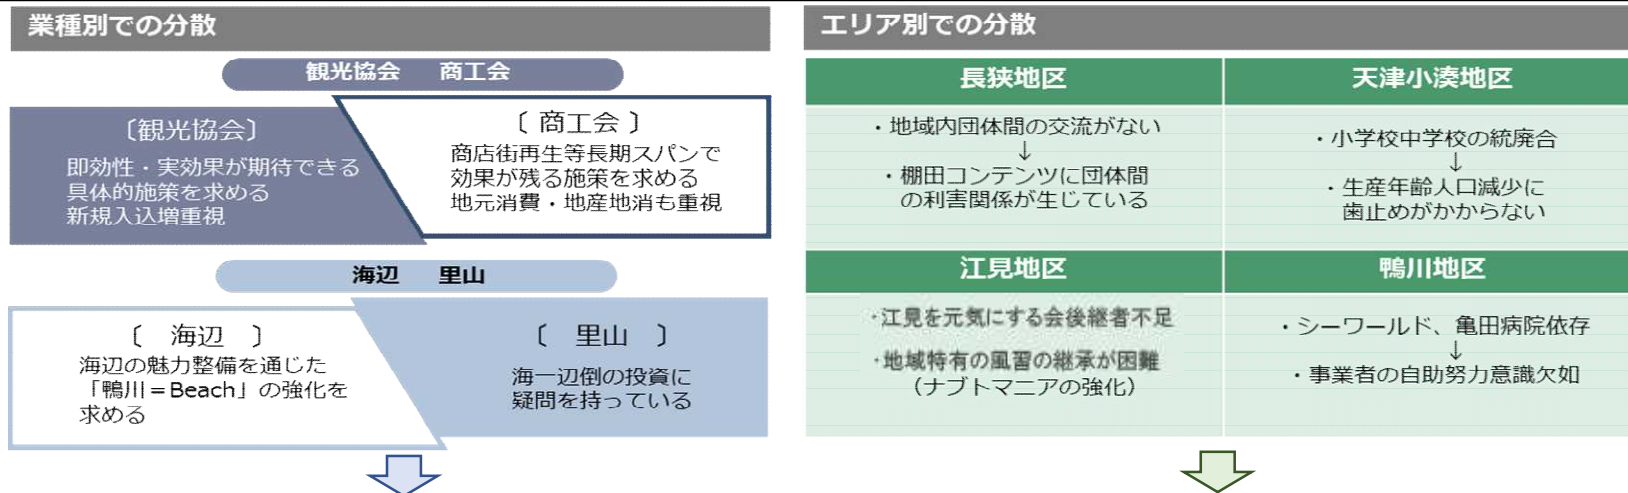 業種別での分散
観光協会 商工会
〔観光協会〕
即効性・実効果が期待できる
具体的施策を求める
新規入込増重視
〔 商工会 〕
商店街再生等長期スパンで
効果が残る施策を求める
地元消費・地産地消も重視
海辺 里山
〔 海辺 〕
海辺の魅力整備を通じた
「鴨川＝Beach」の強化を
求める
〔 里山 〕
海一辺倒の投資に
疑問を持っている
エリア別での分散
長狭地区
・地域内団体間の交流がない
↓
・棚田コンテンツに団体間
の利害関係が生じている
天津小湊地区
・小学校中学校の統廃合
↓
・生産年齢人口減少に
歯止めがかからない
江見地区
・江見を元気にする会後継者不足
・地域特有の風習の継承が困難
（ナブトマニアの強化）
鴨川地区
・シーワールド、亀田病院依存
↓
・事業者の自助努力意識欠如